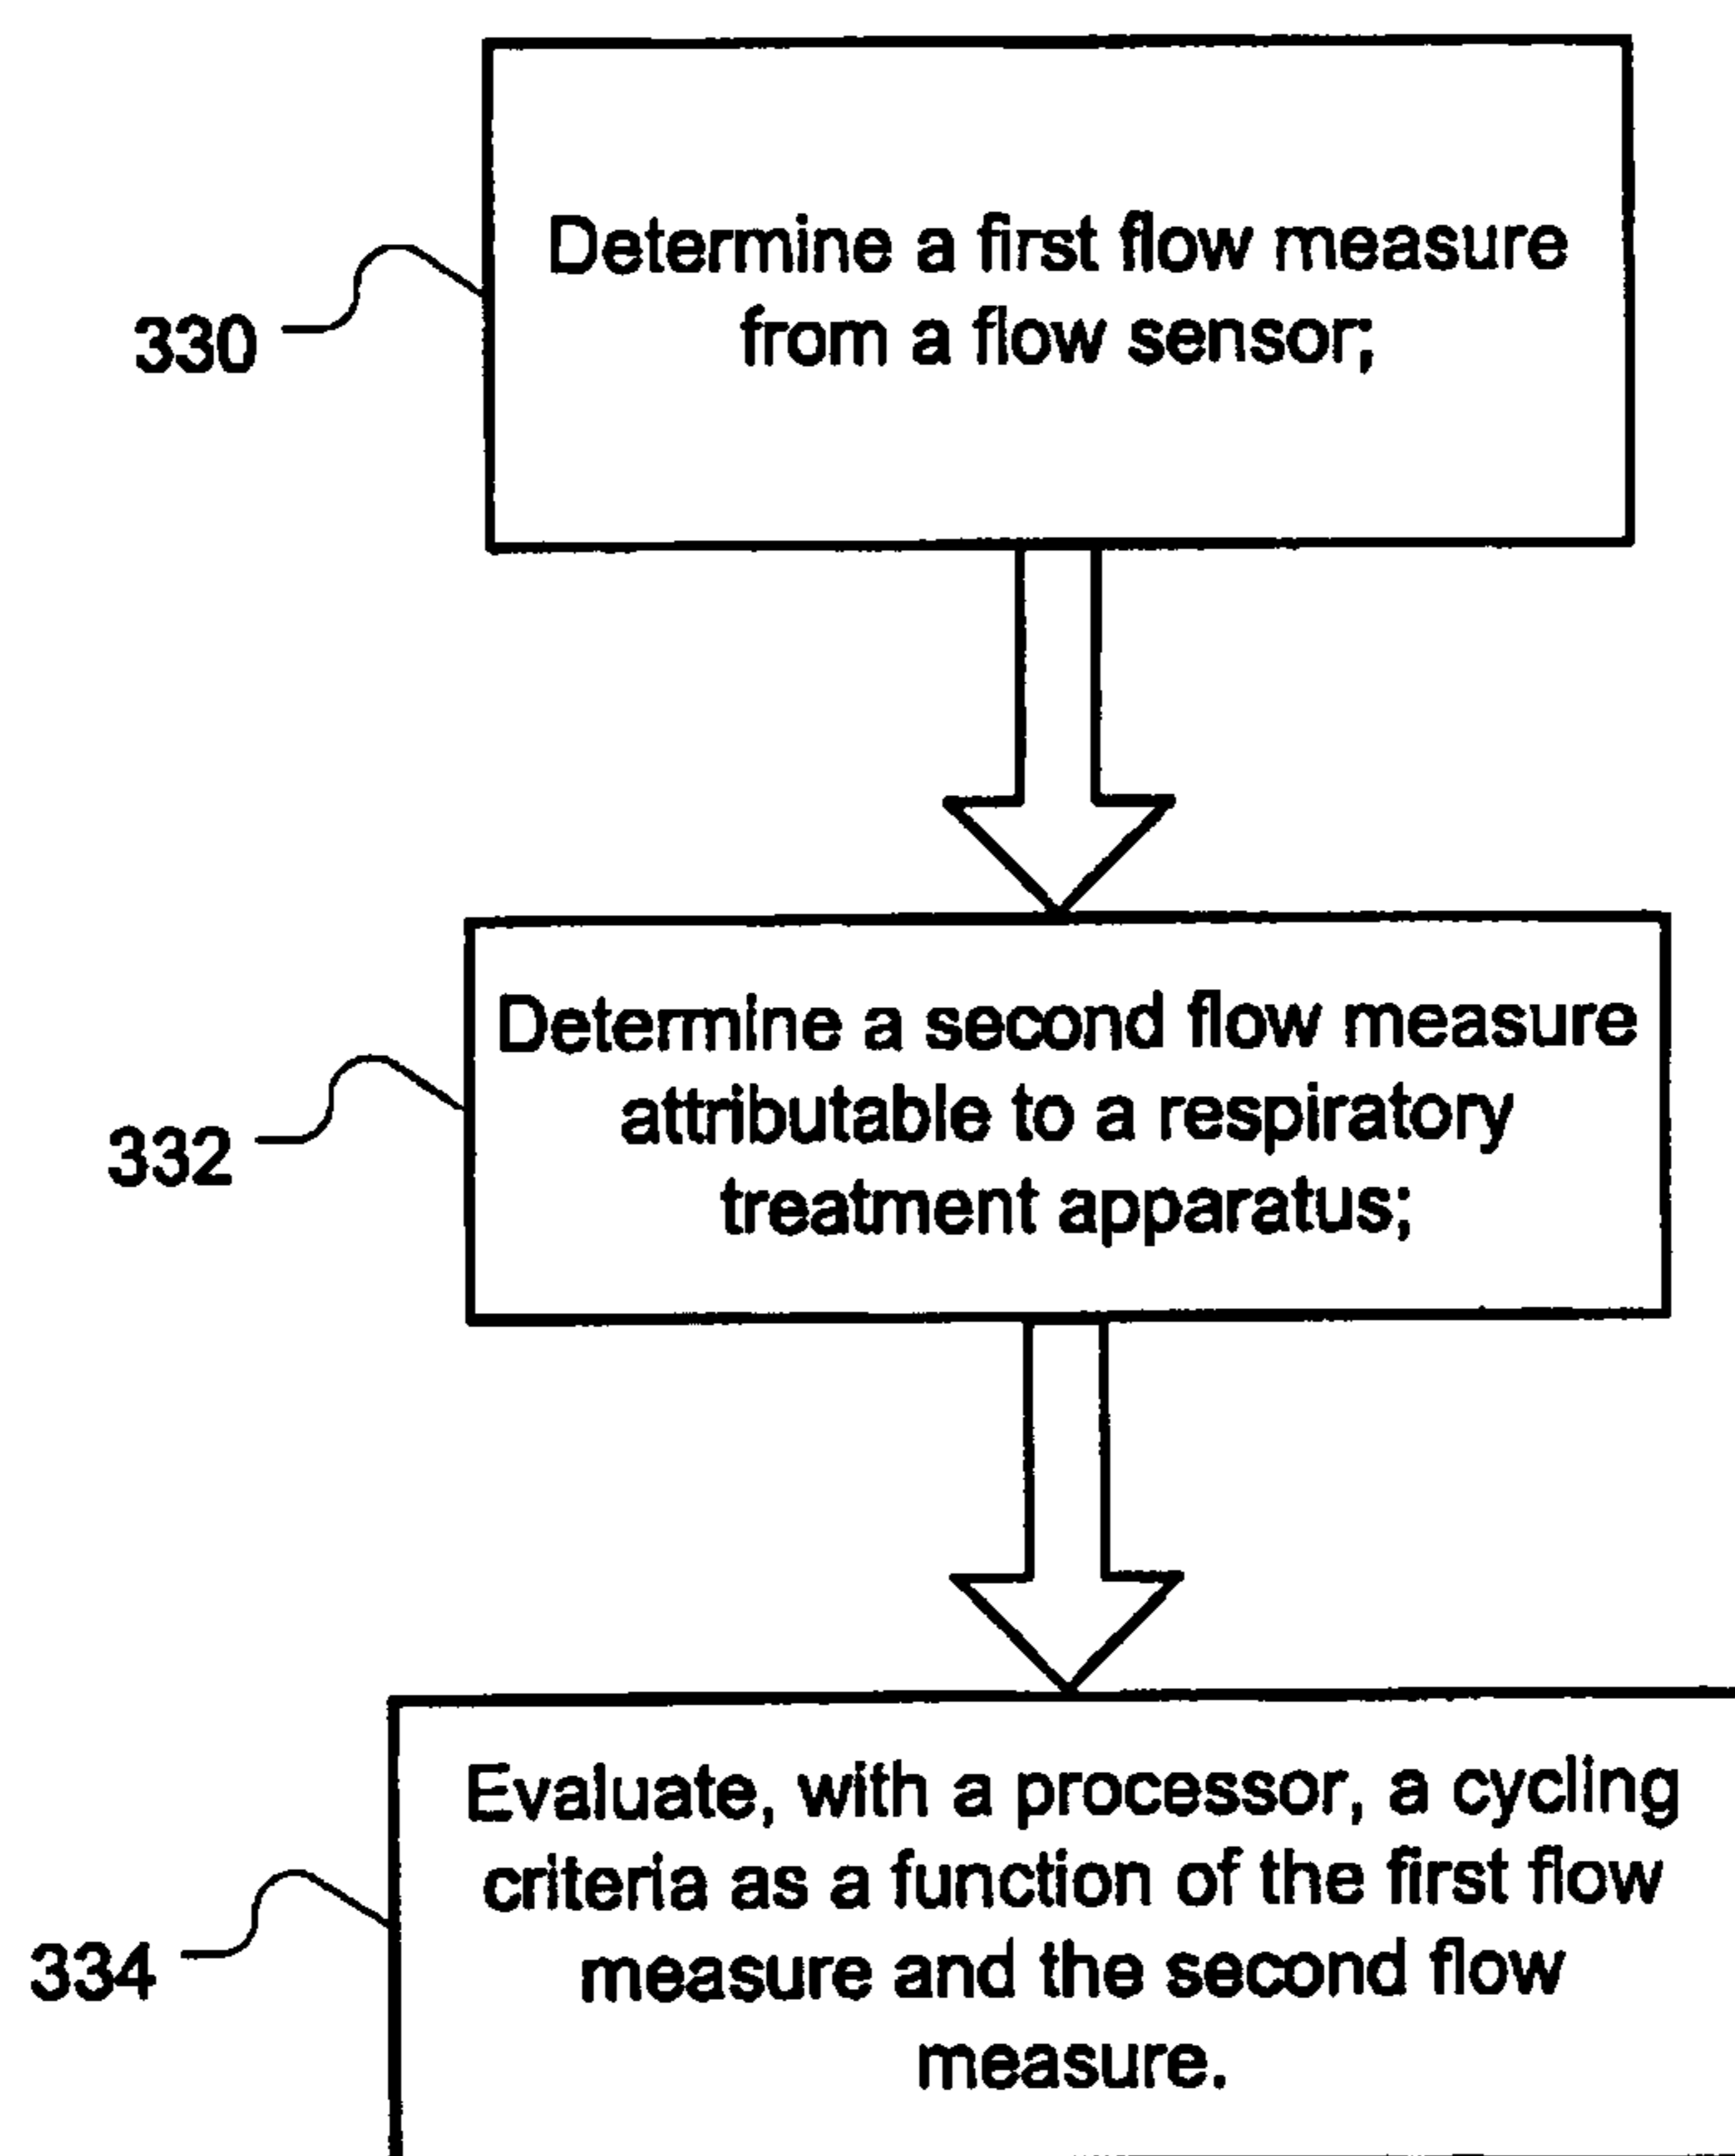 Determine a first flow measure
from a flow sensor;
330
Determine a second flow measure
attributable to a respiratory
treatment apparatus;
332
Evaluate, with a processor, a cycling
criteria as a function of the first flow
measure and the second flow
measure.
334